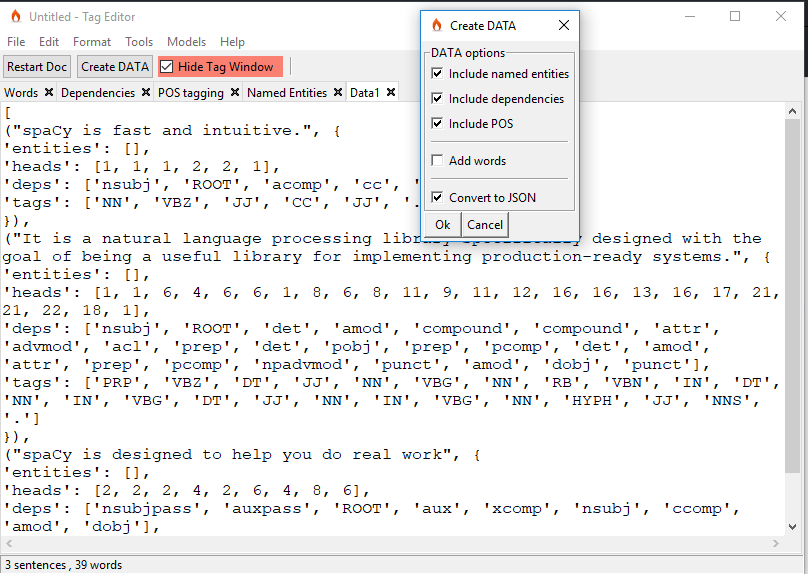 Untitled - Tag Editor
File Edit Format Tools Models Help
Restart Doc Create DATA Hide Tag Window
Words Dependencies POS tagging Named Entities Data1
[
("spaCy is fast and intuitive.", {
'entities': [],
'heads': [1, 1, 1, 2, 2, 1],
'deps': ['nsubj', 'ROOT', 'acomp', 'cc', '
'tags': ['NN', 'VBZ', 'JJ', 'CC', 'JJ', '.
}),
("It is a natural language processing library specifically designed with the
goal of being a useful library for implementing production-ready systems.", {
'entities': [],
'heads': [1, 1, 6, 4, 6, 6, 1, 8, 6, 8, 11, 9, 11, 12, 16, 16, 13, 16, 17, 21,
21, 22, 18, 1],
'deps': ['nsubj', 'ROOT', 'det', 'amod', 'compound', 'compound', 'attr',
'advmod', 'acl', 'prep', 'det', 'pobj', 'prep', 'pcomp', 'det', 'amod',
'attr', 'prep', 'pcomp', 'npadvmod', 'punct', 'amod', 'dobj', 'punct'],
'tags': ['PRP', 'VBZ', 'DT', 'JJ', 'NN', 'VBG', 'NN', 'RB', 'VBN', 'IN', 'DT',
'NN', 'IN', 'VBG', 'DT', 'JJ', 'NN', 'IN', 'VBG', 'NN', 'HYPH', 'JJ', 'NNS',
'.']
}),
("spaCy is designed to help you do real work", {
'entities': [],
'heads': [2, 2, 2, 4, 2, 6, 4, 8, 6],
'deps': ['nsubjpass', 'auxpass', 'ROOT', 'aux', 'xcomp', 'nsubj', 'ccomp',
'amod', 'dobj'],
3 sentences , 39 words
Create DATA
DATA options
Include named entities
Include dependencies
Include POS
Add words
Convert to JSON
Ok Cancel